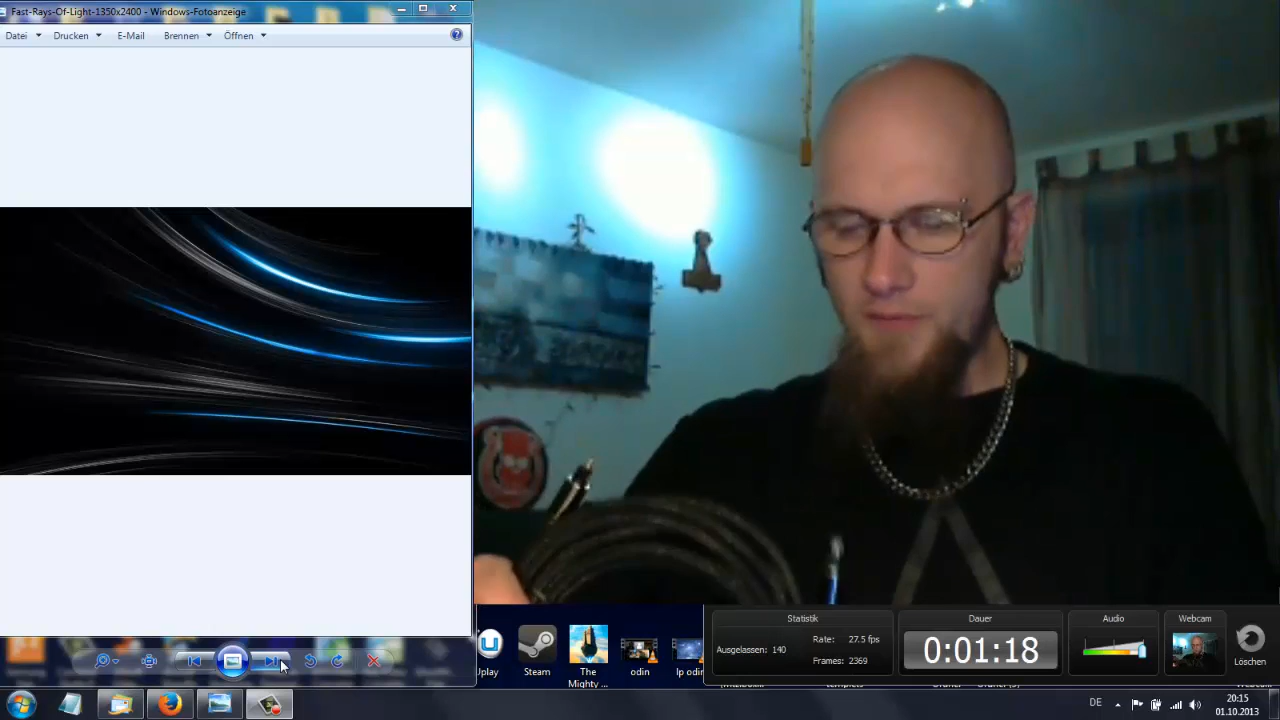 Fast-Rays-Of-Light-1350x2400 - Windows-Fotoanzeige
Datei Drucken E-Mail Brennen Öffnen
Statistik
Ausgelassen: 140
Rate: 27.5 fps
Frames: 2369
Dauer
0:01:18
Audio
Webcam
Löschen
Uplay
Steam
The
Mighty
odin
Ip odin
DE
20:15
01.10.2013